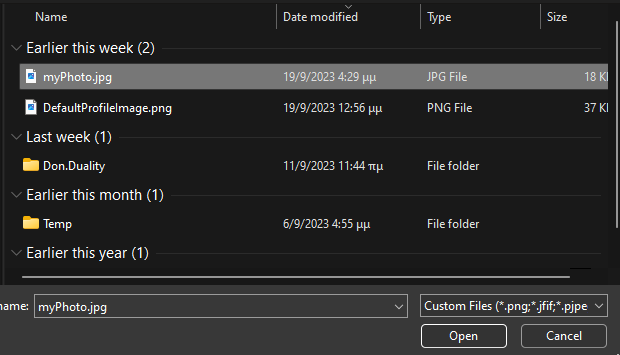 Name Date modified Type Size
Earlier this week (2)
myPhoto.jpg 19/9/2023 4:29 μμ JPG File 18 K
DefaultProfileImage.png 19/9/2023 12:56 μμ PNG File 37 K
Last week (1)
Don.Duality 11/9/2023 11:44 πμ File folder
Earlier this month (1)
Temp 6/9/2023 4:55 μμ File folder
Earlier this year (1)
name: myPhoto.jpg Custom Files (*.png;*.jfif;*.pjpe
Open Cancel